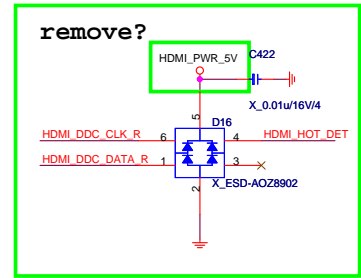 remove?
HDMI_PWR_5V
C422
X_0.01u/16V/4
5
D16
HDMI_DDC_CLK_R
6
4
HDMI_HOT_DET
HDMI_DDC_DATA_R
1
3
2
X_ESD-AOZ8902